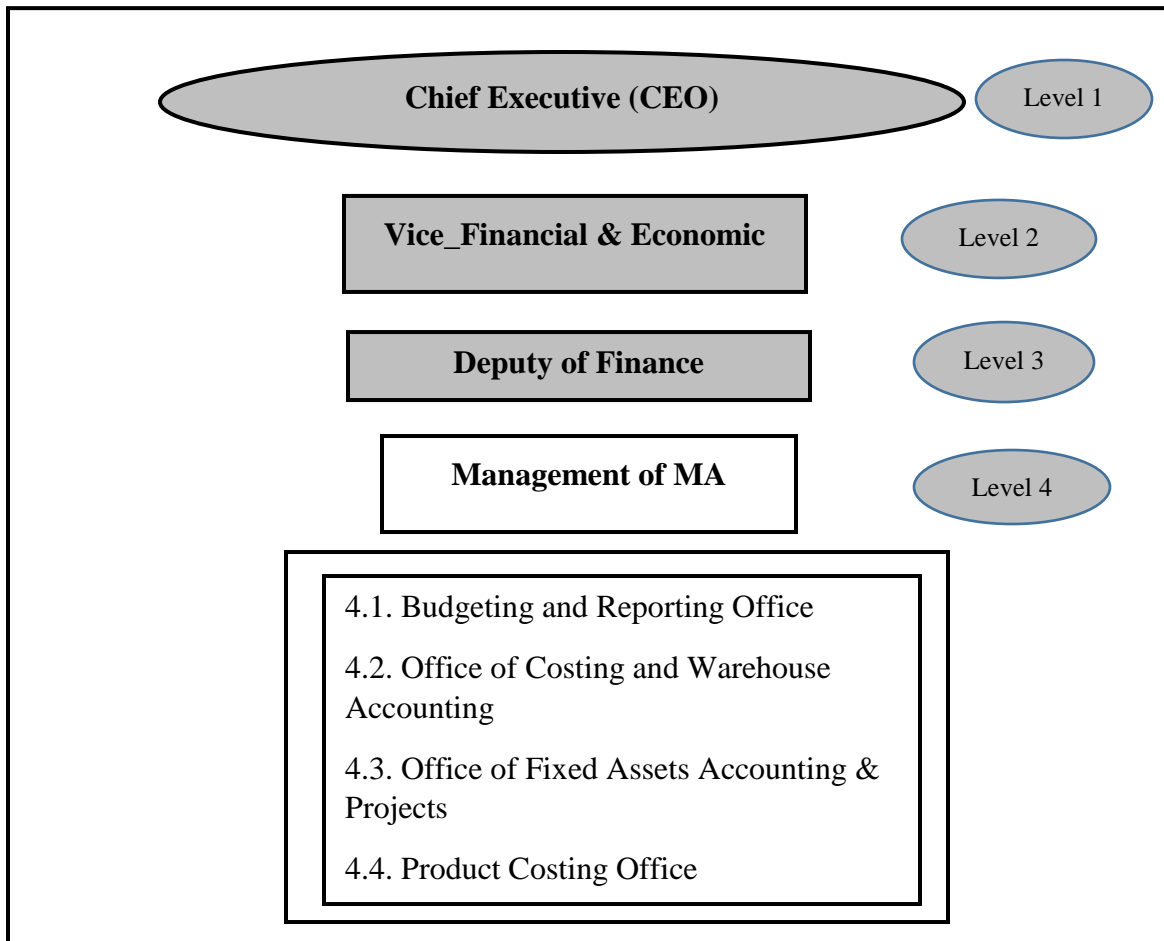 Chief Executive (CEO)
Level 1
Vice_Financial & Economic
Level 2
Deputy of Finance
Level 3
Management of MA
Level 4
4.1. Budgeting and Reporting Office
4.2. Office of Costing and Warehouse
Accounting
4.3. Office of Fixed Assets Accounting &
Projects
4.4. Product Costing Office